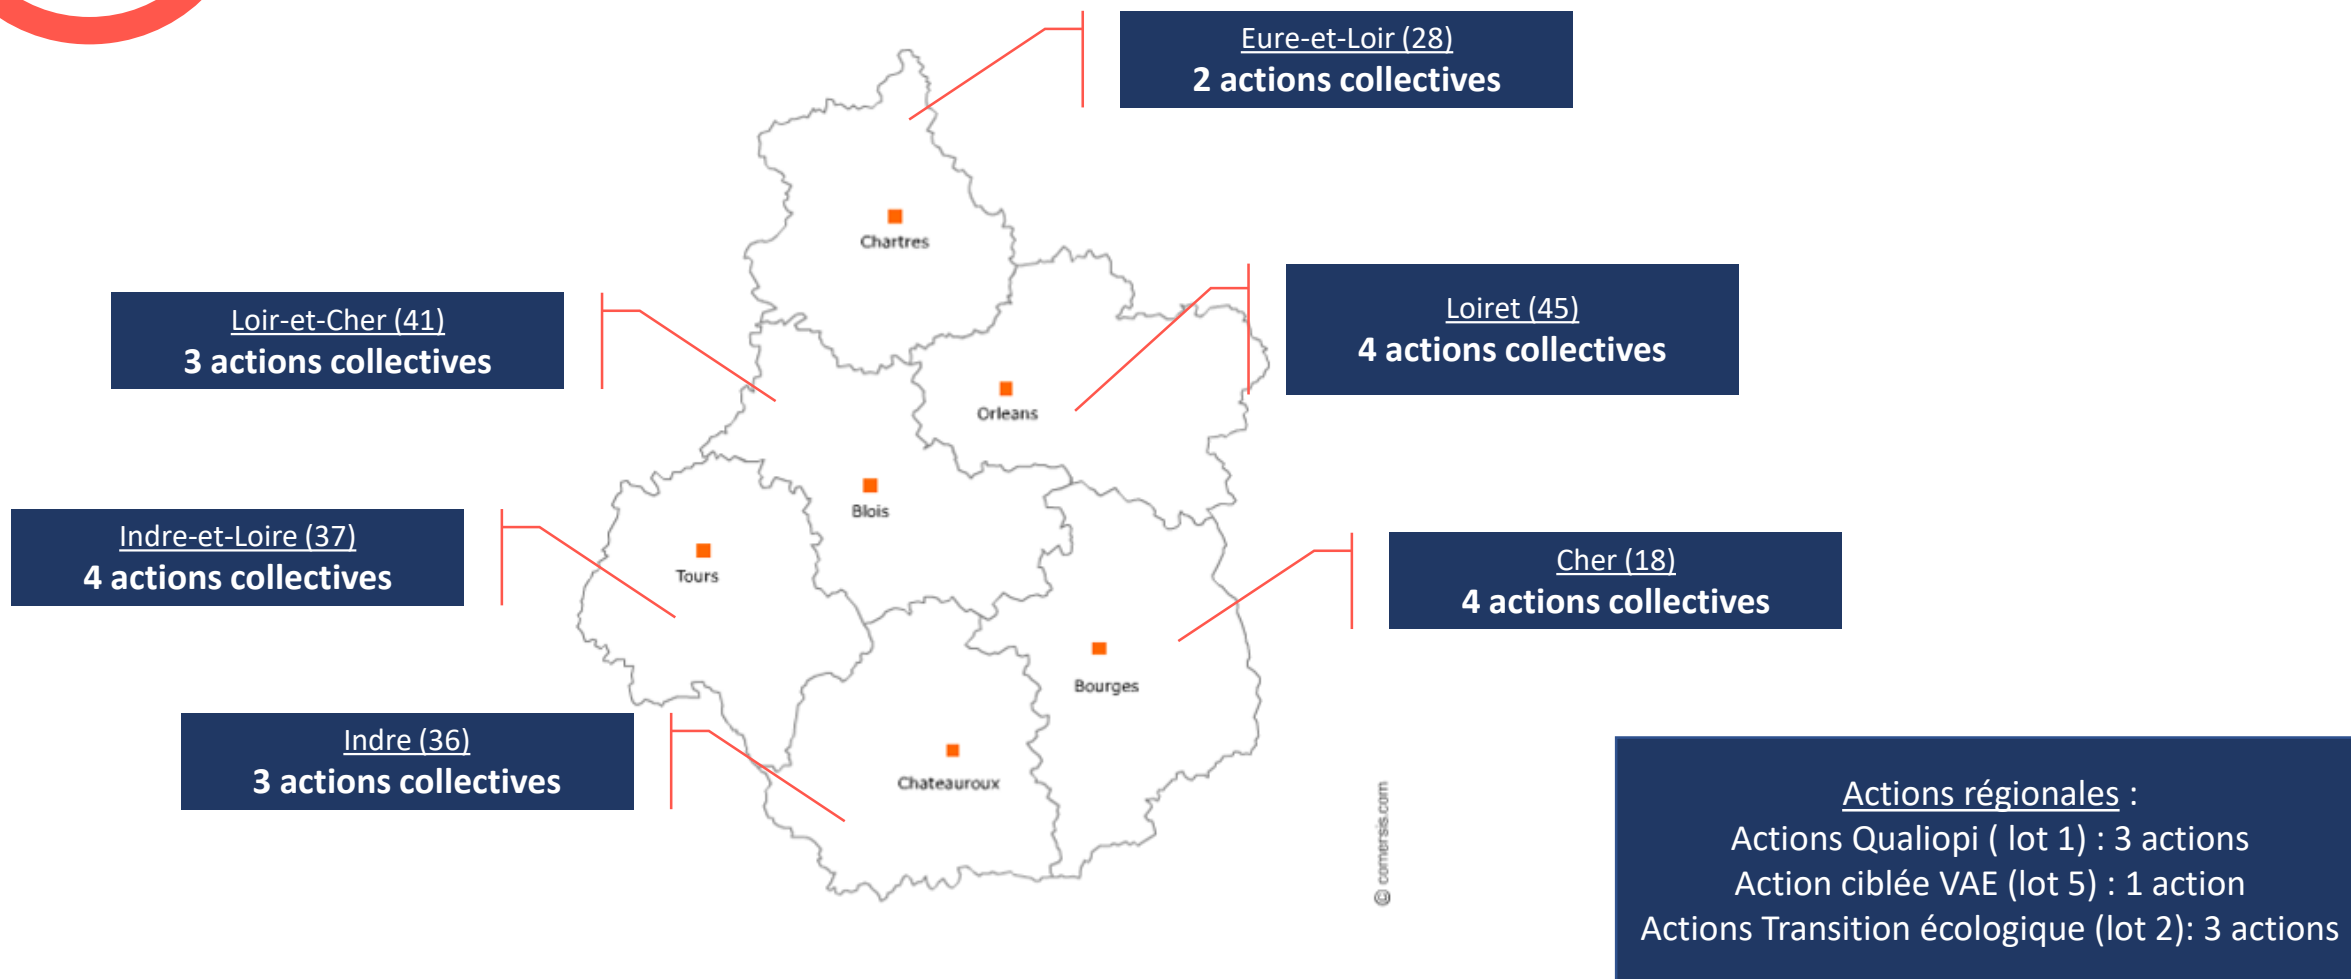 Eure-et-Loir (28)
2 actions collectives
Chartres
Loir-et-Cher (41)
3 actions collectives
Loiret (45)
4 actions collectives
Orleans
Blois
Indre-et-Loire (37)
4 actions collectives
Tours
Cher (18)
4 actions collectives
Bourges
Indre (36)
3 actions collectives
Chateauroux
© comersis.com
Actions régionales :
Actions Qualiopi ( lot 1) : 3 actions
Action ciblée VAE (lot 5) : 1 action
Actions Transition écologique (lot 2): 3 actions